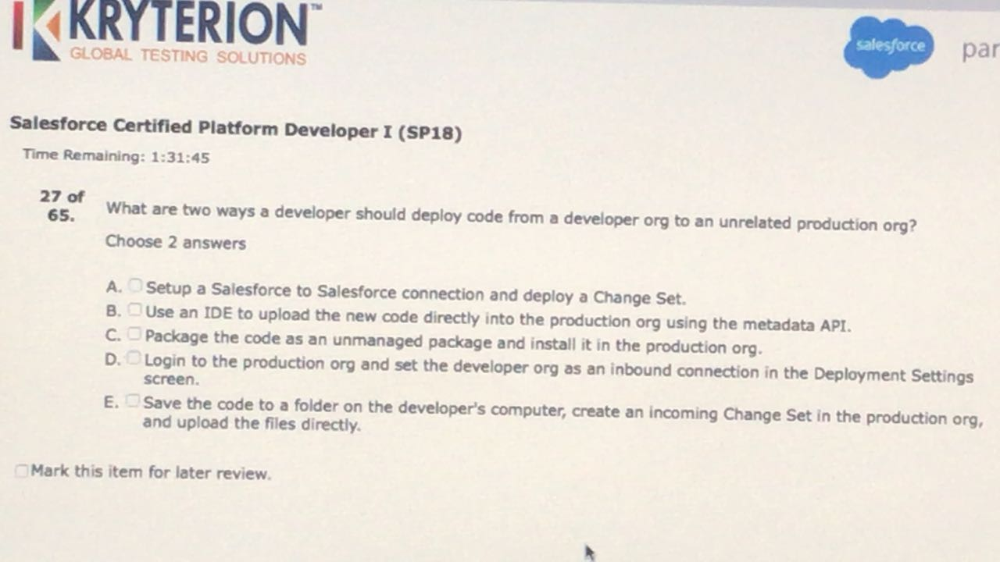 KRYTERION™
GLOBAL TESTING SOLUTIONS
salesforce
par
Salesforce Certified Platform Developer I (SP18)
Time Remaining: 1:31:45
27 of
65.
What are two ways a developer should deploy code from a developer org to an unrelated production org?
Choose 2 answers
A. Setup a Salesforce to Salesforce connection and deploy a Change Set.
B. Use an IDE to upload the new code directly into the production org using the metadata API.
C. Package the code as an unmanaged package and install it in the production org.
D. Login to the production org and set the developer org as an inbound connection in the Deployment Settings
screen.
E. Save the code to a folder on the developer's computer, create an incoming Change Set in the production org,
and upload the files directly.
Mark this item for later review.